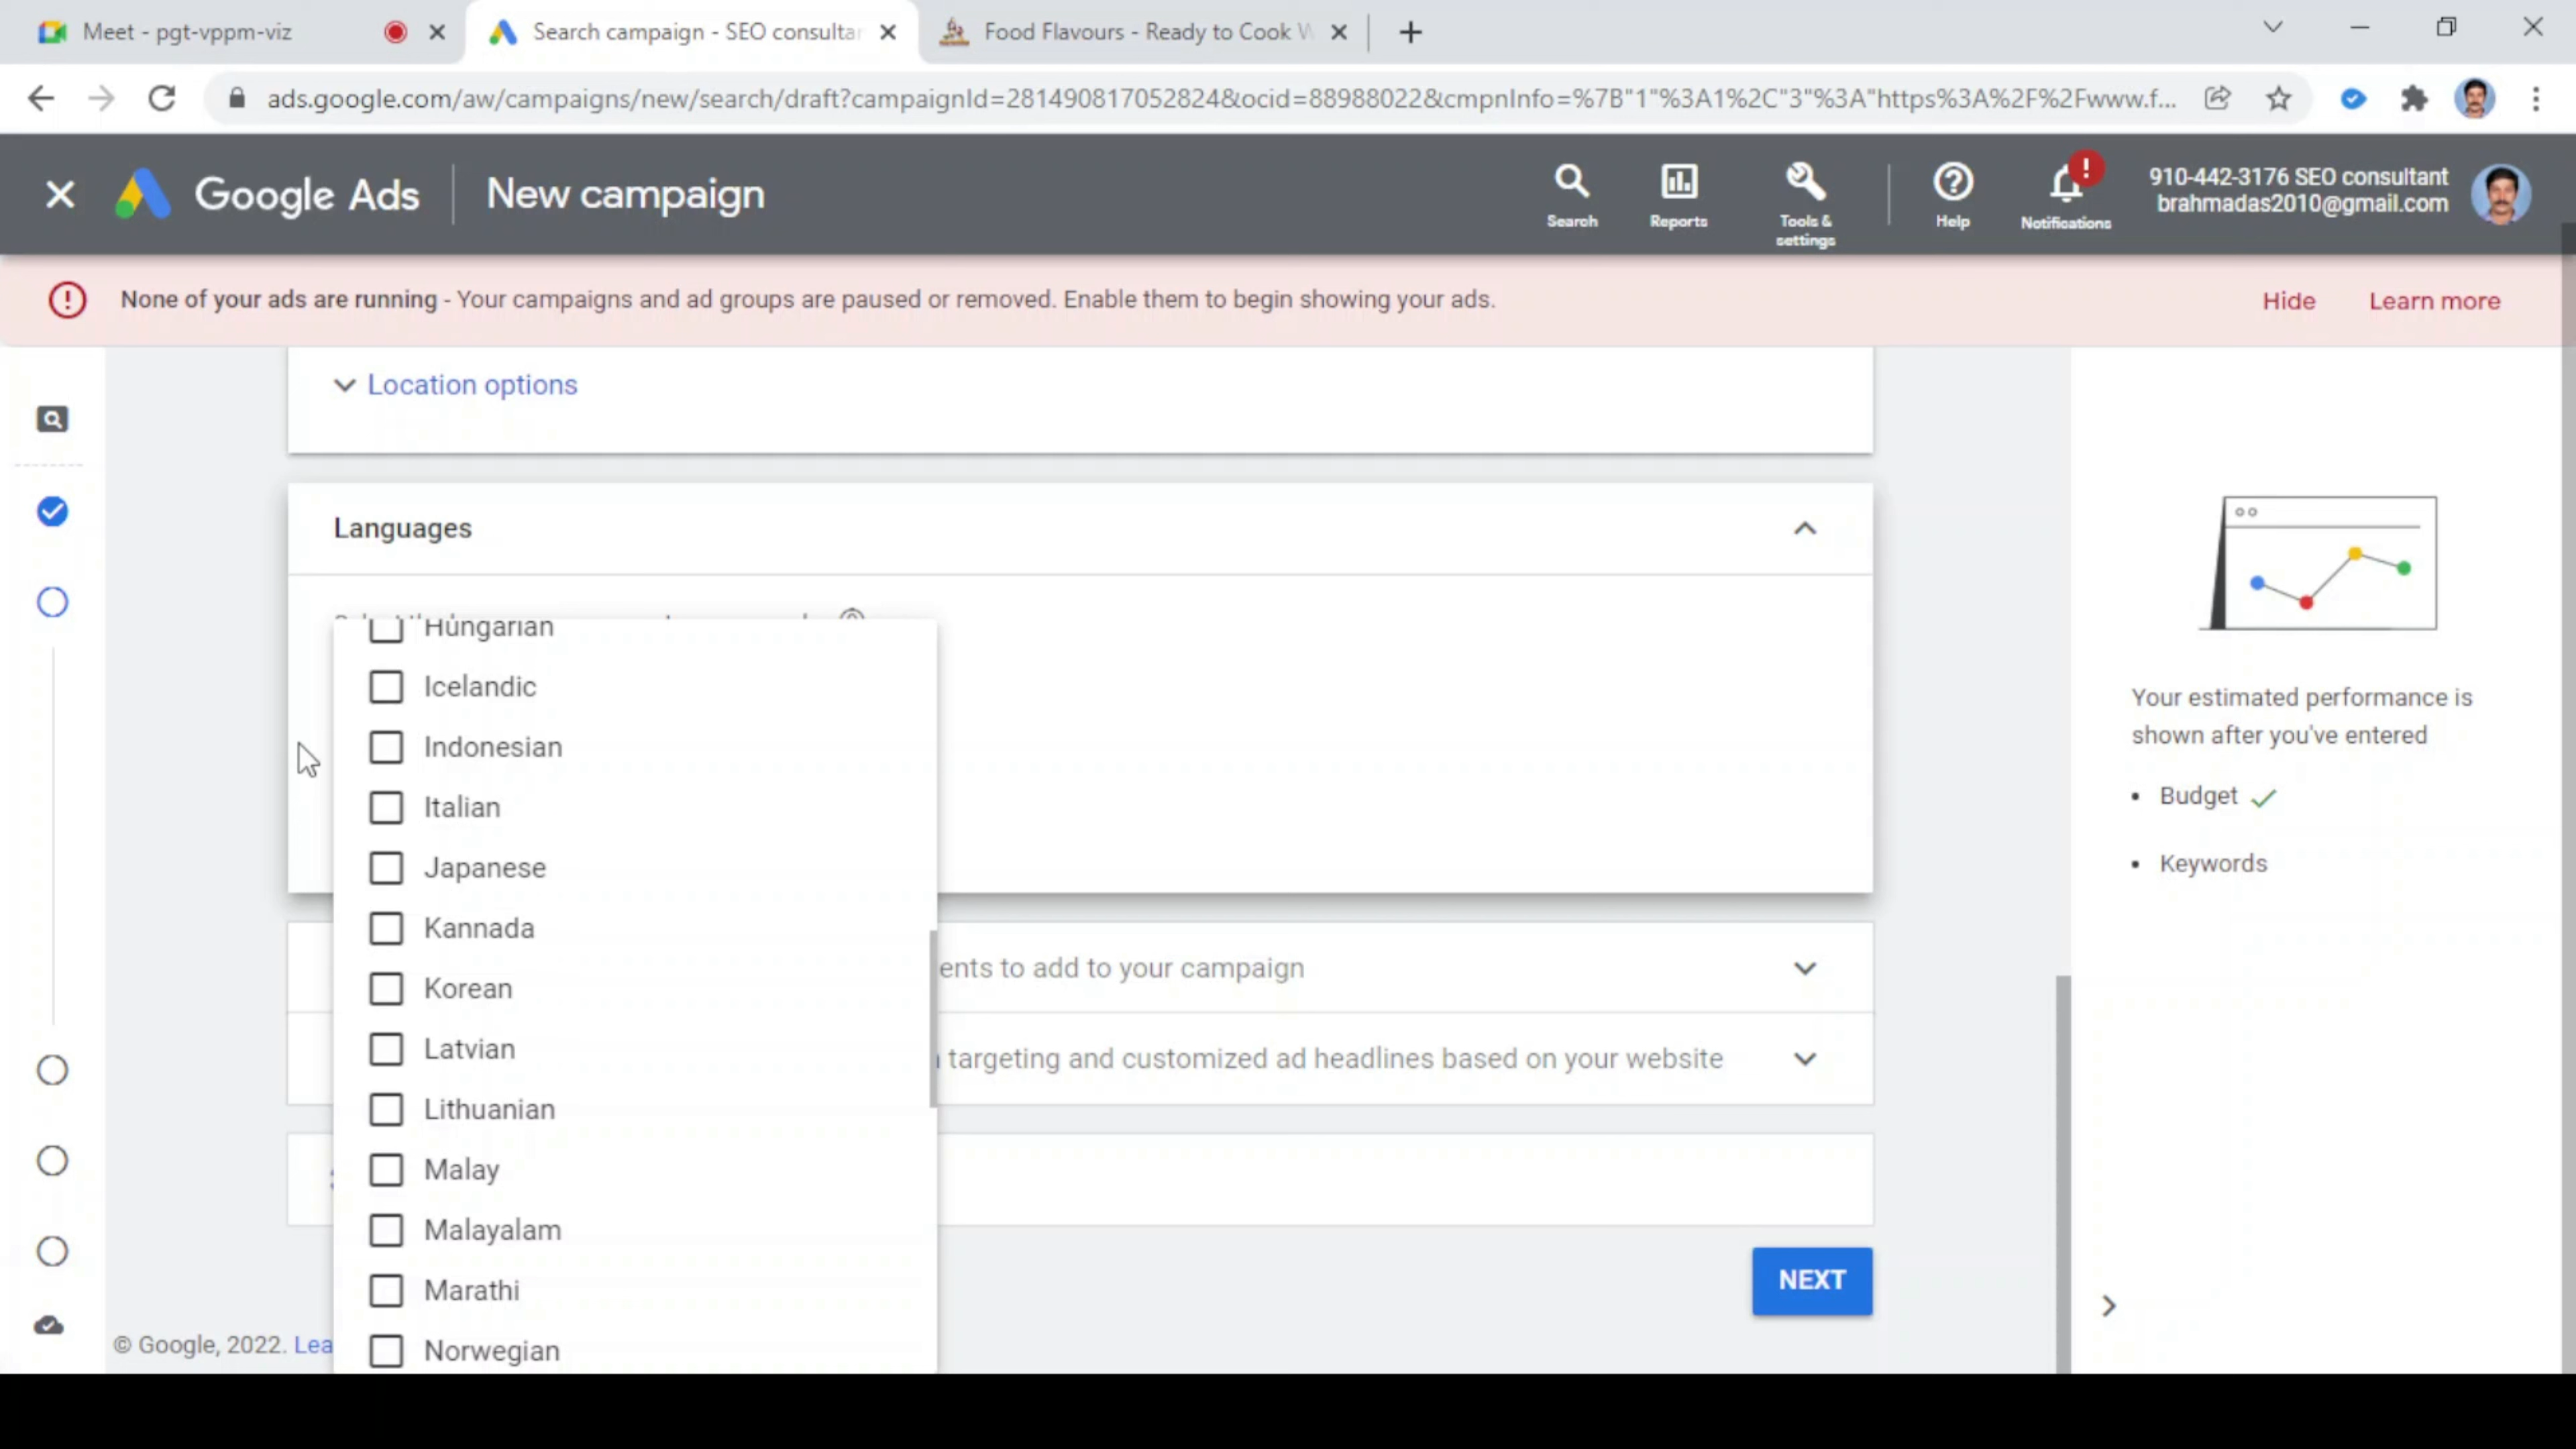 Meet - pgt-vppm-viz
Search campaign - SEO consultan
Food Flavours - Ready to Cook W
ads.google.com/aw/campaigns/new/search/draft?campaignId=281490817052824&ocid=88988022&cmpnInfo=%7B"1"%3A1%2C"3"%3A"https%3A%2F%2Fwww.f...
Google Ads
New campaign
Search
Reports
Tools &
settings
Help
Notifications
910-442-3176 SEO consultant
brahmadas2010@gmail.com
None of your ads are running - Your campaigns and ad groups are paused or removed. Enable them to begin showing your ads.
Hide
Learn more
Location options
Languages
Hungarian
Icelandic
Indonesian
Italian
Japanese
Kannada
Korean
Latvian
Lithuanian
Malay
Malayalam
Marathi
Norwegian
ents to add to your campaign
targeting and customized ad headlines based on your website
NEXT
Your estimated performance is
shown after you've entered
• Budget
• Keywords
© Google, 2022. Lea